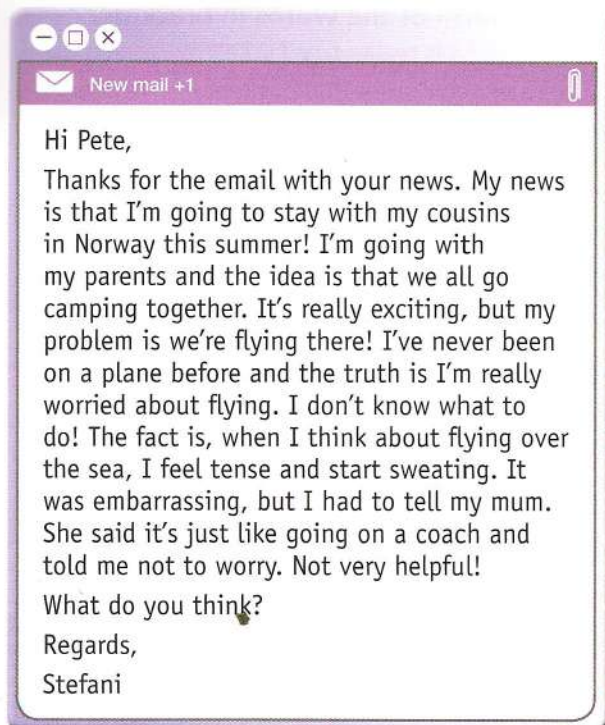 New mail +1
Hi Pete,
Thanks for the email with your news. My news
is that I'm going to stay with my cousins
in Norway this summer! I'm going with
my parents and the idea is that we all go
camping together. It's really exciting, but my
problem is we're flying there! I've never been
on a plane before and the truth is I'm really
worried about flying. I don't know what to
do! The fact is, when I think about flying over
the sea, I feel tense and start sweating. It
was embarrassing, but I had to tell my mum.
She said it's just like going on a coach and
told me not to worry. Not very helpful!
What do you think?
Regards,
Stefani